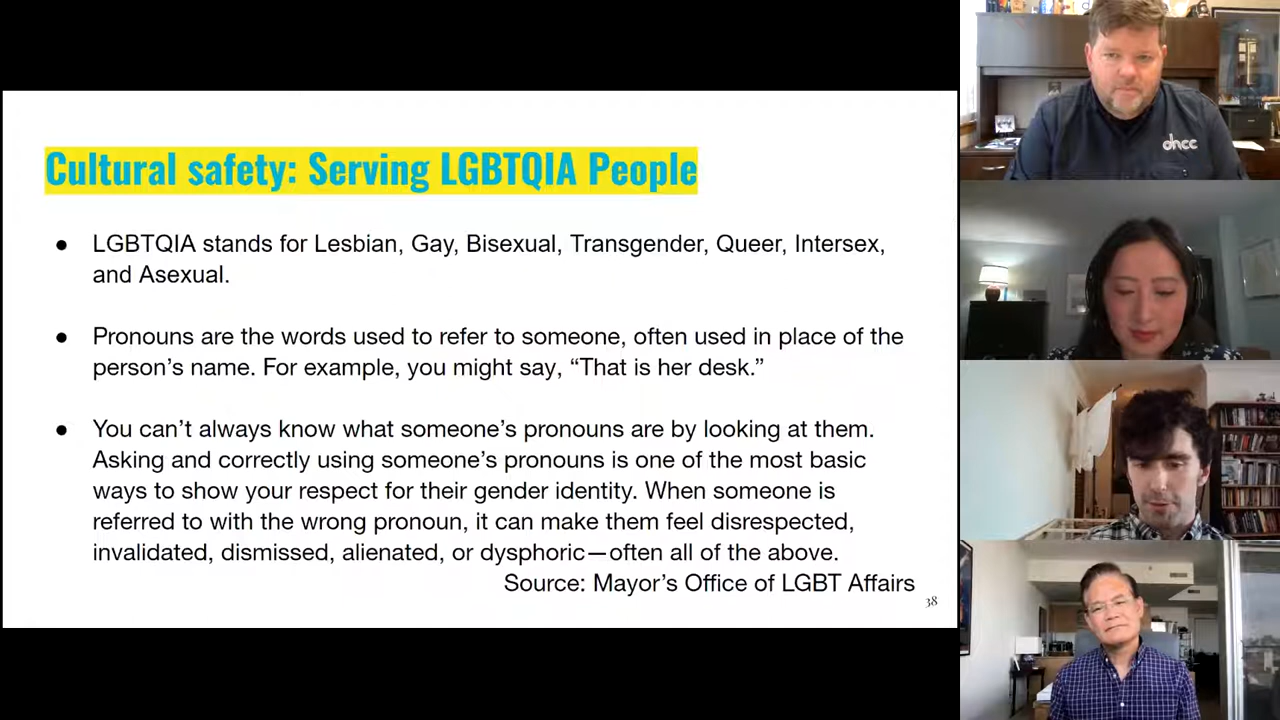 Cultural safety: Serving LGBTQIA People
● LGBTQIA stands for Lesbian, Gay, Bisexual, Transgender, Queer, Intersex,
and Asexual.
● Pronouns are the words used to refer to someone, often used in place of the
person’s name. For example, you might say, “That is her desk.”
● You can’t always know what someone’s pronouns are by looking at them.
Asking and correctly using someone’s pronouns is one of the most basic
ways to show your respect for their gender identity. When someone is
referred to with the wrong pronoun, it can make them feel disrespected,
invalidated, dismissed, alienated, or dysphoric—often all of the above.
Source: Mayor’s Office of LGBT Affairs
38
dhcc